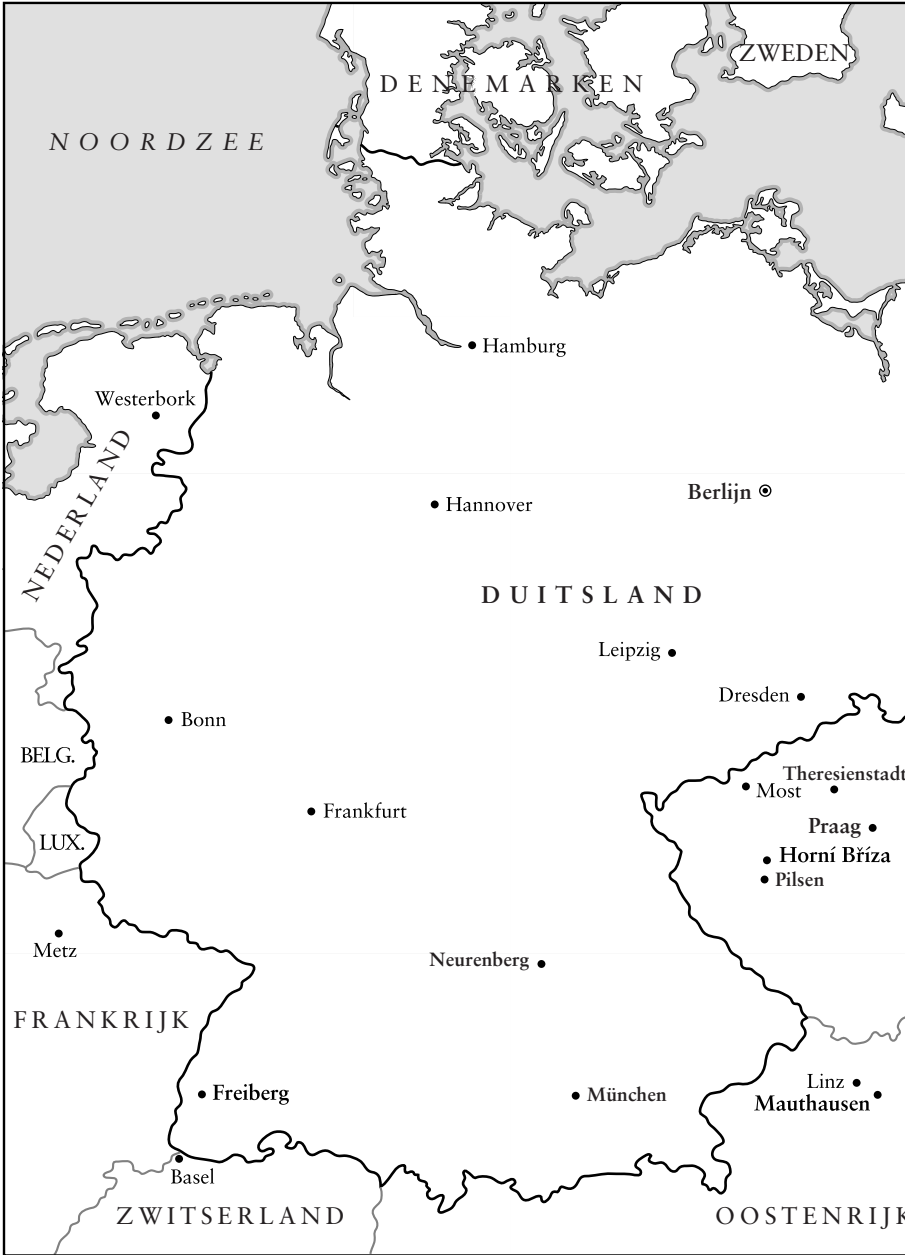 ZWEDEN
DENEMARKEN
NOORDZEE
Hamburg
Westerbork
NEDERLAND
Berlijn
Hannover
DUITSLAND
Leipzig
Dresden
Bonn
BELG.
Theresienstadt
Most
Frankfurt
Praag
LUX.
Horní Bříza
Pilsen
Metz
Neurenberg
FRANKRIJK
Linz
Freiberg
München
Mauthausen
Basel
ZWITSERLAND
OOSTENRIJK